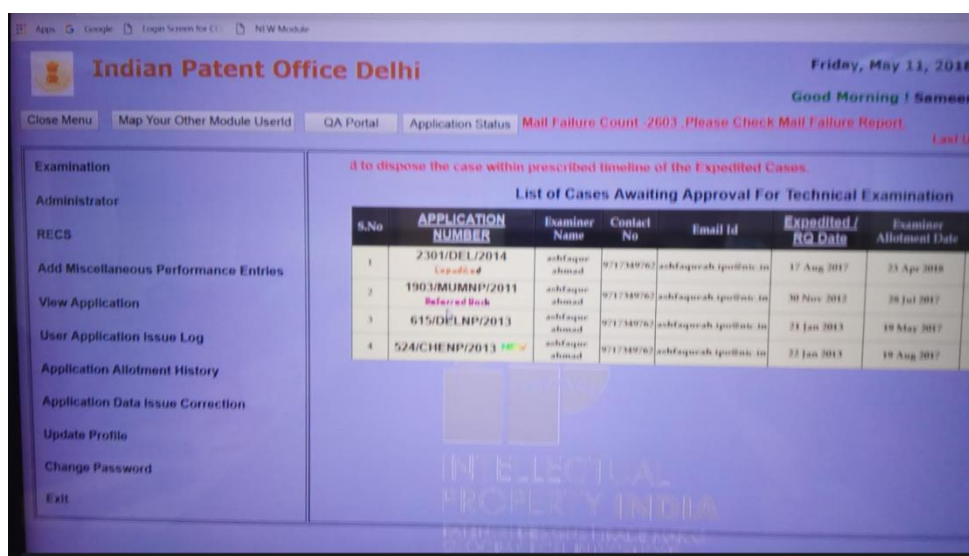 Apps Google Login Screen for NEW Module
Indian Patent Office Delhi
Friday, May 11, 2018
Good Morning ! Sameer
Close Menu Map Your Other Module UserId QA Portal Application Status Mail Failure Count -2603 .Please Check Mail Failure Report.
Last
Examination
Administrator
RECS
Add Miscellaneous Performance Entries
View Application
User Application Issue Log
Application Allotment History
Application Data Issue Correction
Update Profile
Change Password
Exit
d to dispose the case within prescribed timeline of the Expedited Cases.
List of Cases Awaiting Approval For Technical Examination
S.No APPLICATION NUMBER Examiner Name Contact No Email Id Expedited / RQ Date Examiner Allotment Date
1 2301/DEL/2014 Expedited ashfaque ahmad 9717349762 ashfaqueah.ipo@nic.in 17 Aug 2017 23 Apr 2018
2 1903/MUMNP/2011 Referred Back ashfaque ahmad 9717349762 ashfaqueah.ipo@nic.in 30 Nov 2012 28 Jul 2017
3 615/DELNP/2013 ashfaque ahmad 9717349762 ashfaqueah.ipo@nic.in 21 Jan 2013 19 May 2017
4 524/CHENP/2013 NEW ashfaque ahmad 9717349762 ashfaqueah.ipo@nic.in 22 Jan 2013 19 Aug 2017
INTELLECTUAL
PROPERTY INDIA